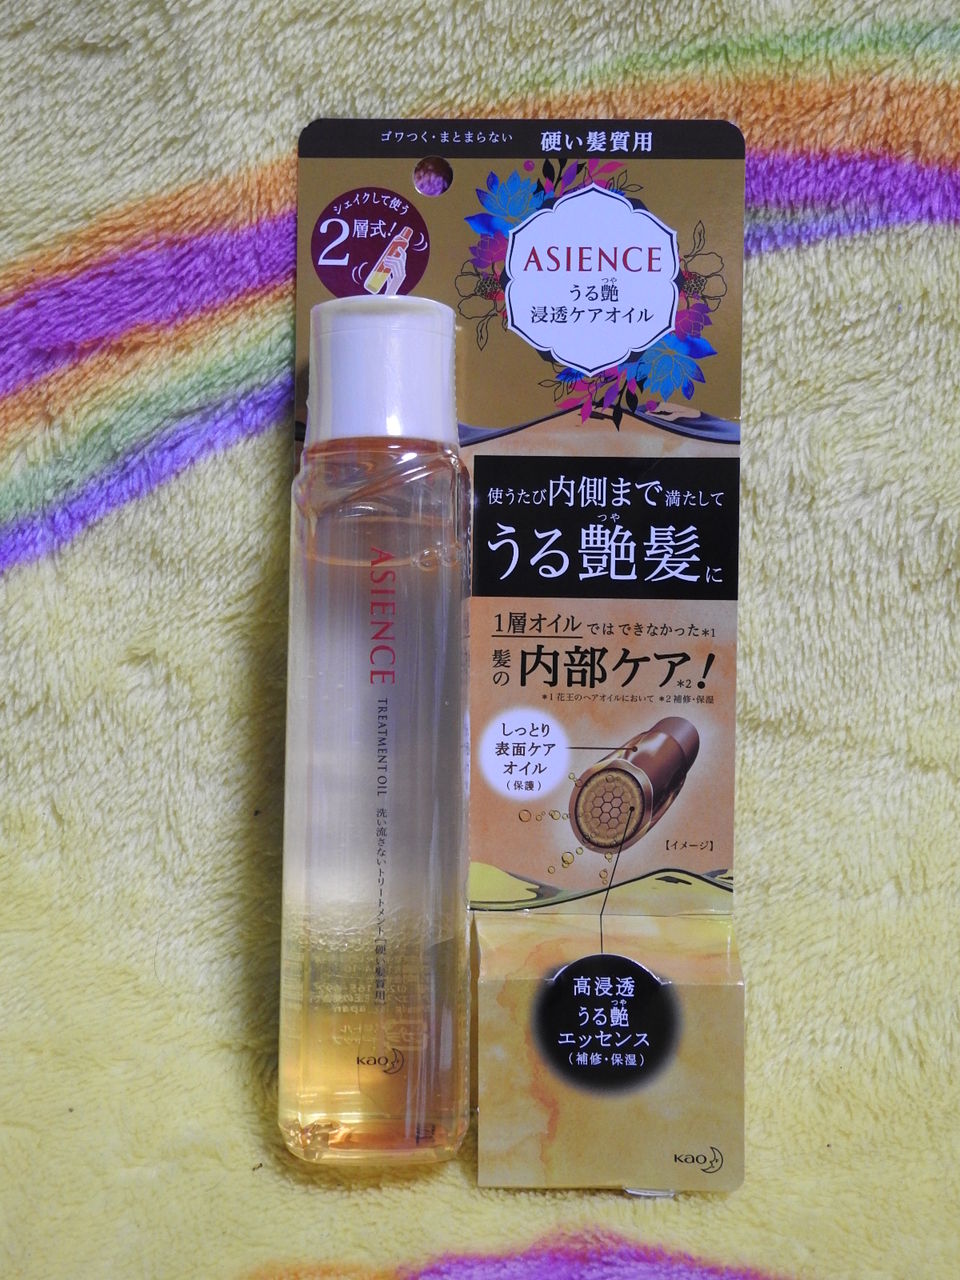 ゴワつく・まとまらない 硬い髪質用
シェイクして使う
2層式!
ASIENCE
つや
うる艶
浸透ケアオイル
使うたび内側まで満たして
つや
うる艶髪に
1層オイルではできなかった*1
髪の内部ケア!*2
*1 花王のヘアオイルにおいて *2 補修・保湿
しっとり
表面ケア
オイル
(保護)
【イメージ】
高浸透
つや
うる艶
エッセンス
(補修・保湿)
Kao
ASIENCE
TREATMENT OIL 洗い流さないトリートメント[硬い髪質用]
Kao